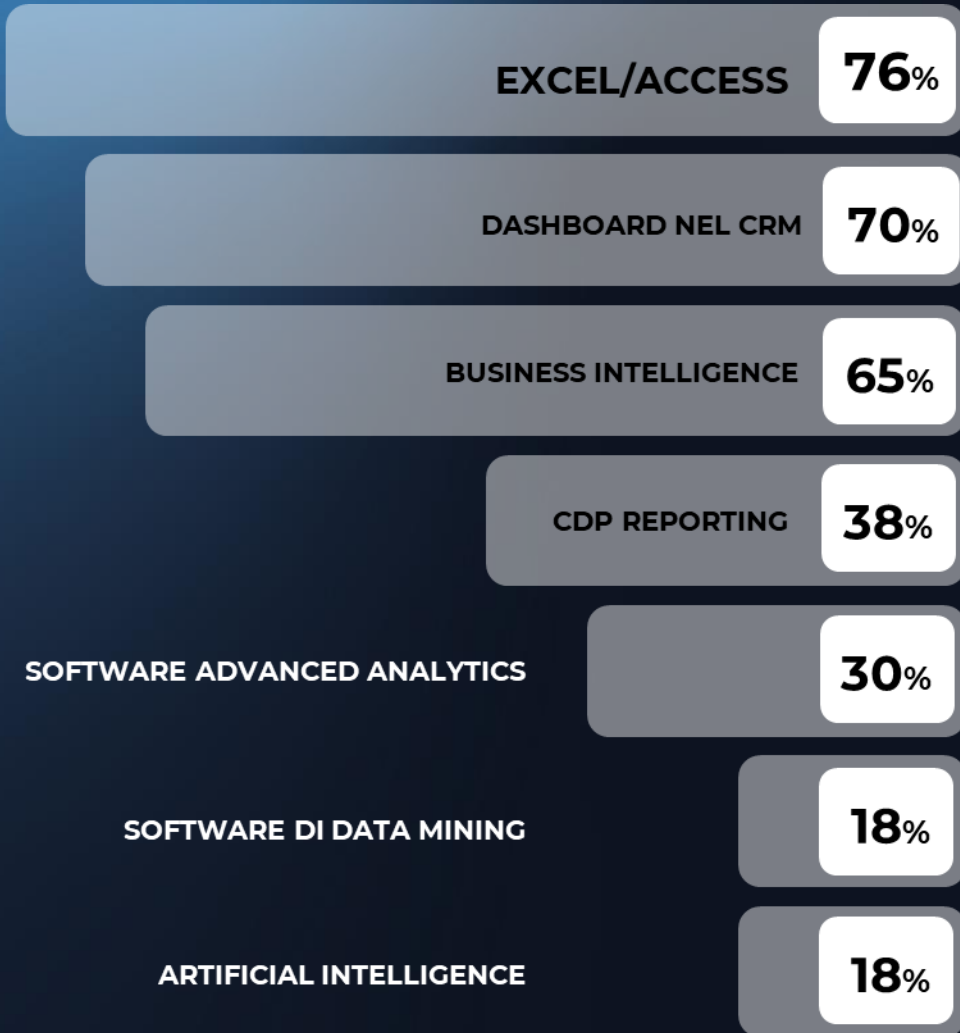 EXCEL/ACCESS 76%
DASHBOARD NEL CRM 70%
BUSINESS INTELLIGENCE 65%
CDP REPORTING 38%
SOFTWARE ADVANCED ANALYTICS 30%
SOFTWARE DI DATA MINING 18%
ARTIFICIAL INTELLIGENCE 18%